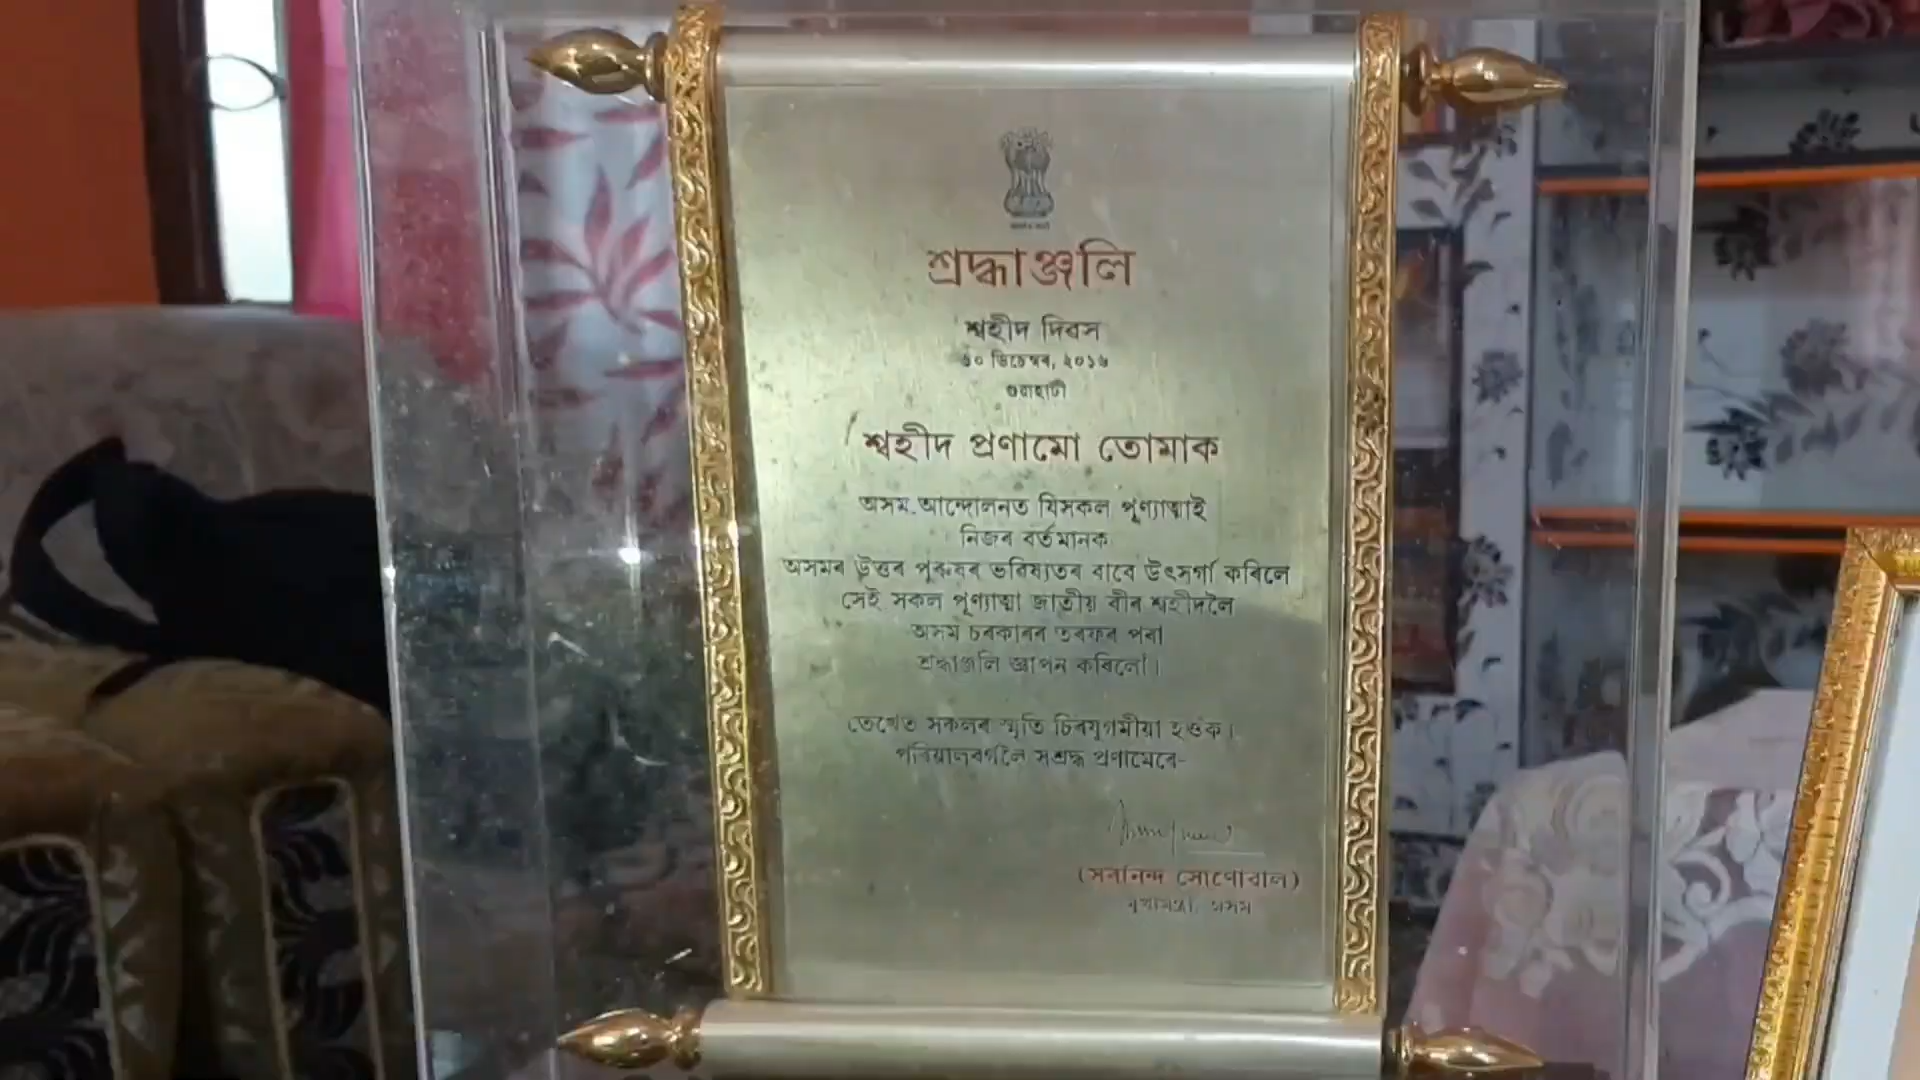 শ্ৰদ্ধাঞ্জলি
শ্বহীদ দিবস
১০ ডিচেম্বৰ, ২০১৬
গুৱাহাটী
শ্বহীদ প্ৰণামো তোমাক
অসম আন্দোলনত যিসকল পূণ্যাত্মাই
নিজৰ বৰ্তমানক
অসমৰ উত্তৰ পুৰুষৰ ভৱিষ্যতৰ বাবে উৎসৰ্গা কৰিলে
সেই সকল পূণ্যাত্মা জাতীয় বীৰ শ্বহীদলৈ
অসম চৰকাৰৰ তৰফৰ পৰা
শ্ৰদ্ধাঞ্জলি জ্ঞাপন কৰিলোঁ।
তেখেত সকলৰ স্মৃতি চিৰযুগমীয়া হওক।
পৰিয়ালবৰ্গলৈ সশ্ৰদ্ধ প্ৰণামেৰে-
(সৰ্বানন্দ সোণোৱাল)
মুখ্যমন্ত্ৰী, অসম